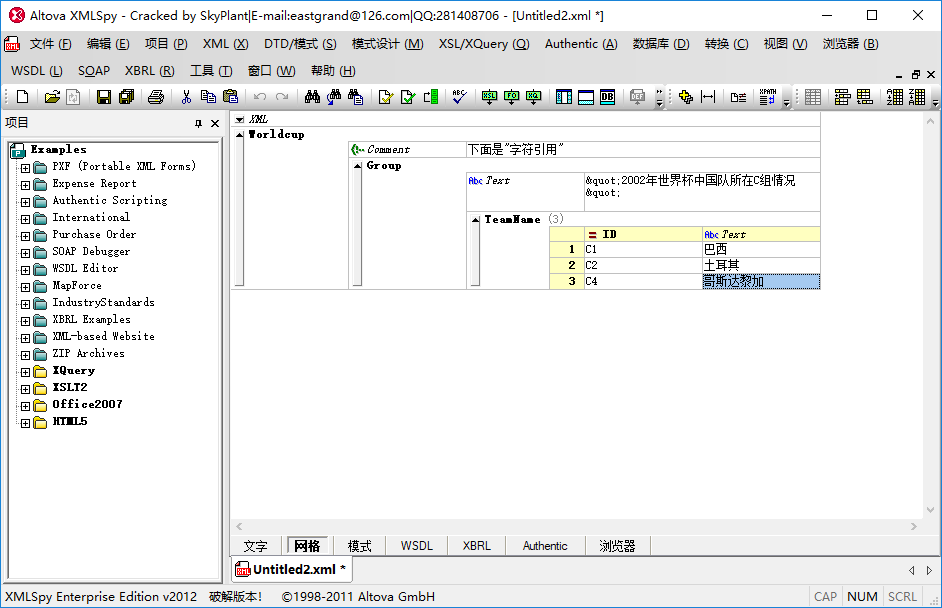 Altova XMLSpy - Cracked by SkyPlant|E-mail:eastgrand@126.com|QQ:281408706 - [Untitled2.xml *]
文件 (F) 编辑 (E) 项目 (P) XML (X) DTD/模式 (S) 模式设计 (M) XSL/XQuery (Q) Authentic (A) 数据库 (D) 转换 (C) 视图 (V) 浏览器 (B)
WSDL (L) SOAP XBRL (R) 工具 (T) 窗口 (W) 帮助 (H)
项目
Examples
PXF (Portable XML Forms)
Expense Report
Authentic Scripting
International
Purchase Order
SOAP Debugger
WSDL Editor
MapForce
IndustryStandards
XBRL Examples
XML-based Website
ZIP Archives
XQuery
XSLT2
Office2007
HTML5
XML
Worldcup
Comment 下面是"字符引用"
Group
Abc Text &quot;2002年世界杯中国队所在C组情况
&quot;
TeamName (3)
= ID Abc Text
1 C1 巴西
2 C2 土耳其
3 C4 哥斯达黎加
文字 网格 模式 WSDL XBRL Authentic 浏览器
Untitled2.xml *
XMLSpy Enterprise Edition v2012 破解版本! ©1998-2011 Altova GmbH CAP NUM SCRL